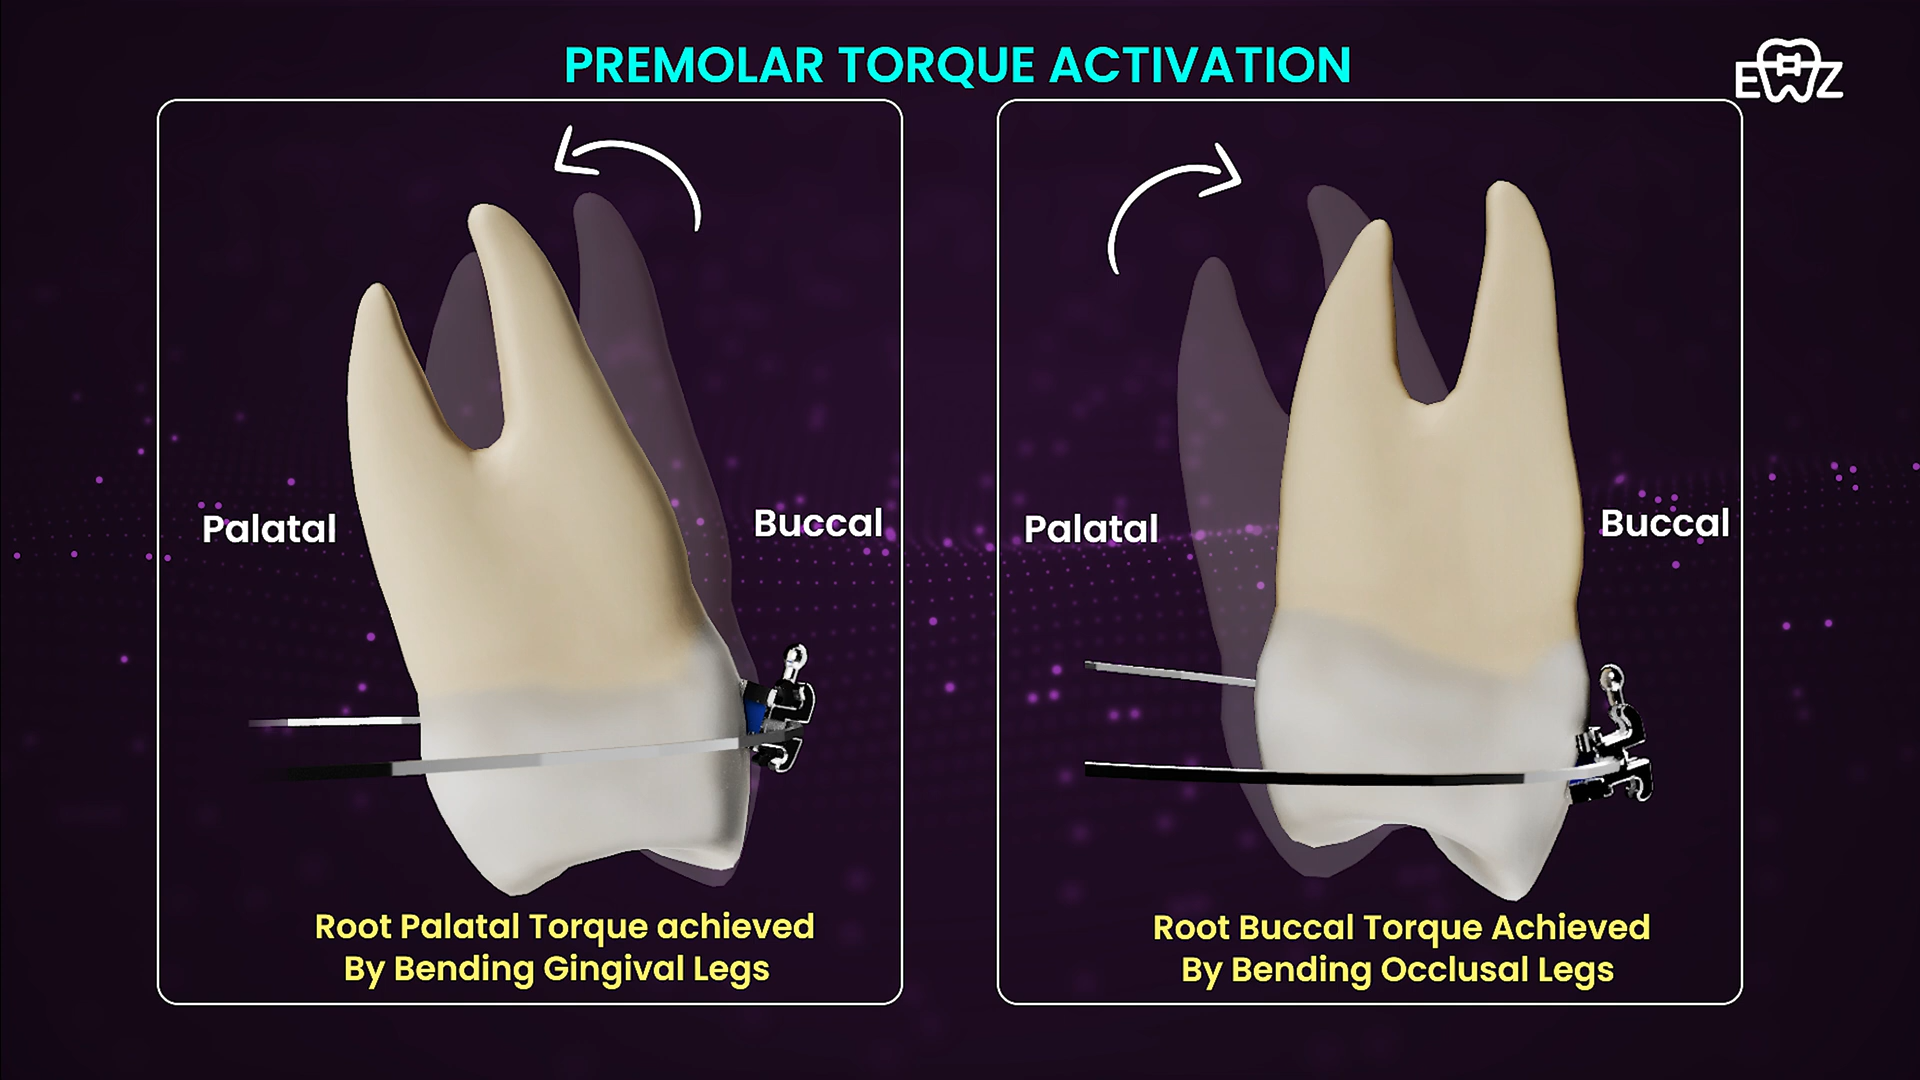 PREMOLAR TORQUE ACTIVATION
EWZ
Palatal
Buccal
Root Palatal Torque achieved
By Bending Gingival Legs
Palatal
Buccal
Root Buccal Torque Achieved
By Bending Occlusal Legs